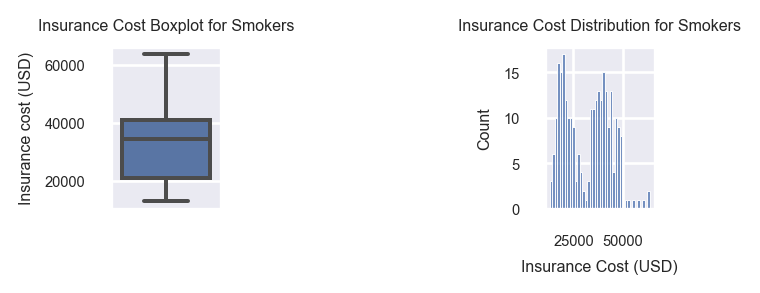 Insurance Cost Boxplot for Smokers
Insurance cost (USD)
60000
40000
20000
Insurance Cost Distribution for Smokers
Count
15
10
5
0
25000 50000
Insurance Cost (USD)